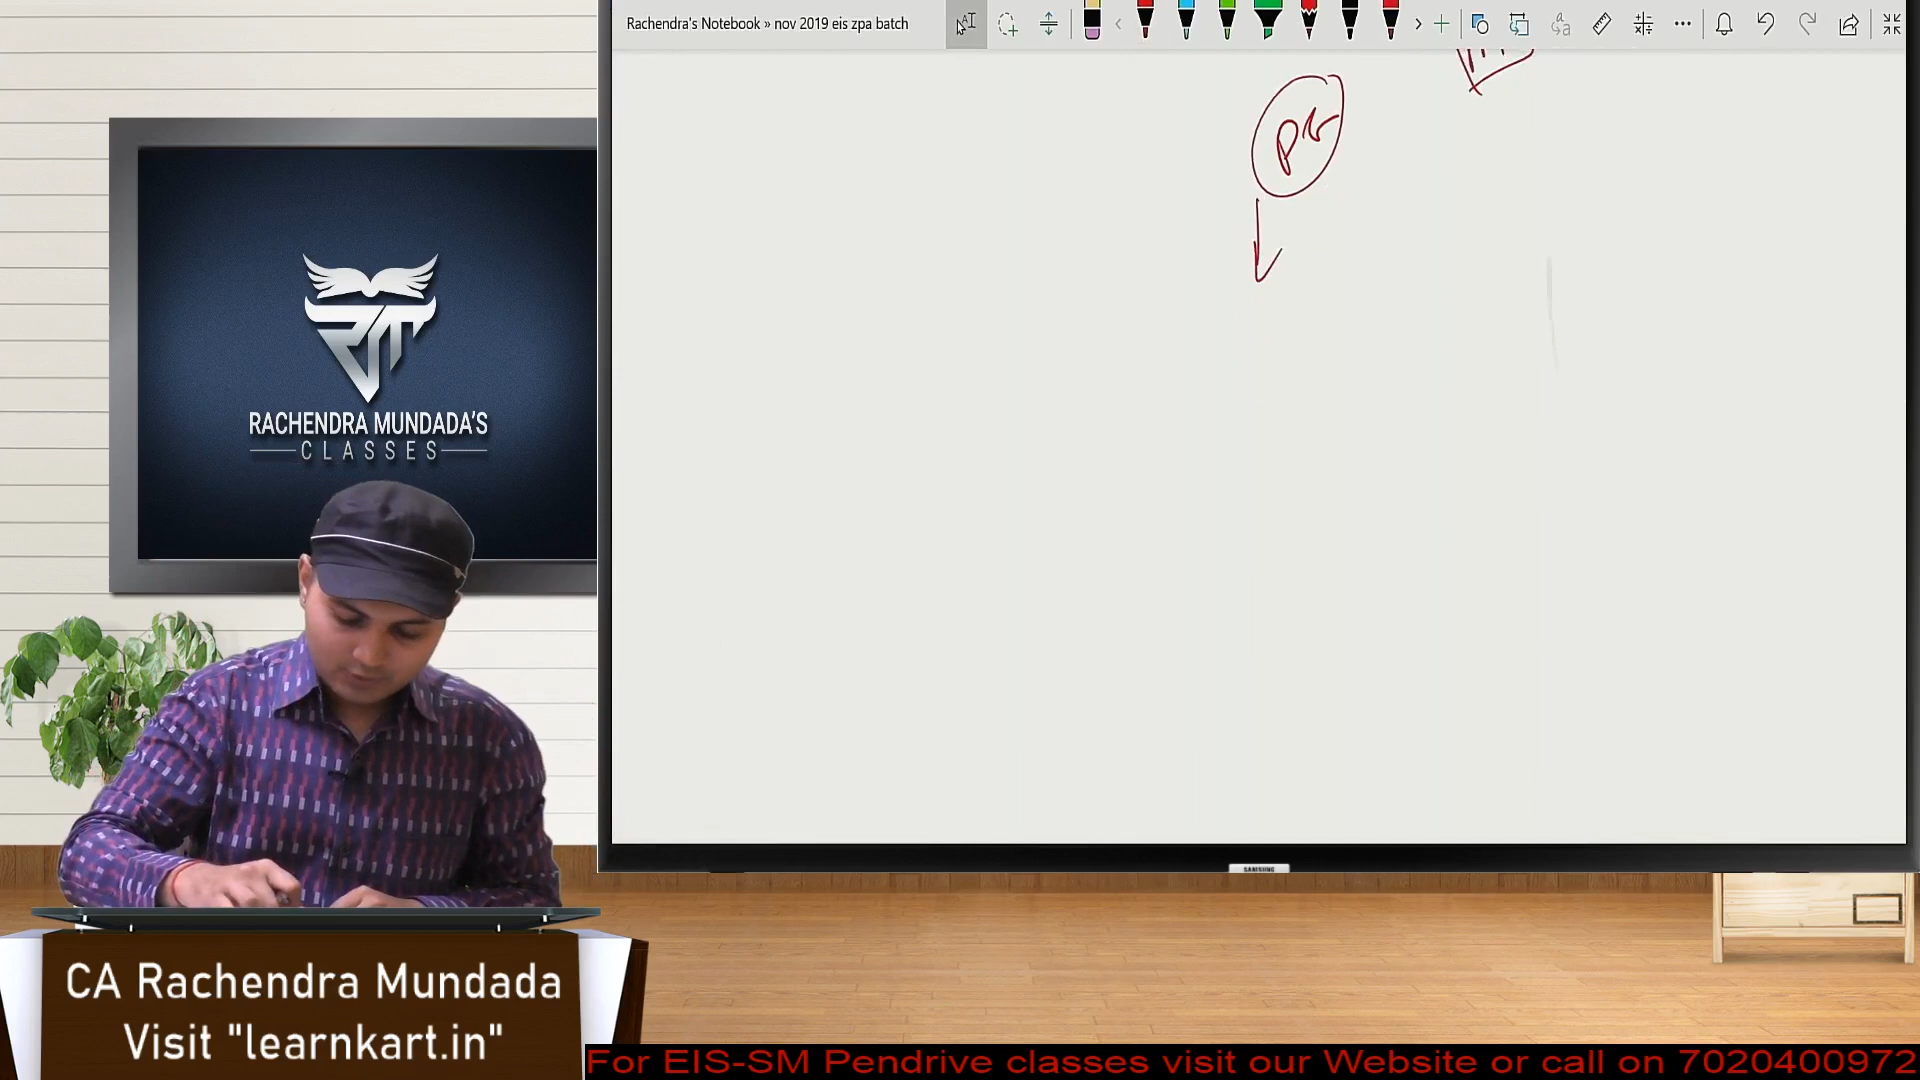 Rachendra's Notebook » nov 2019 eis zpa batch
RACHENDRA MUNDADA'S
CLASSES
SAMSUNG
CA Rachendra Mundada
Visit "learnkart.in"
For EIS-SM Pendrive classes visit our Website or call on 7020400972